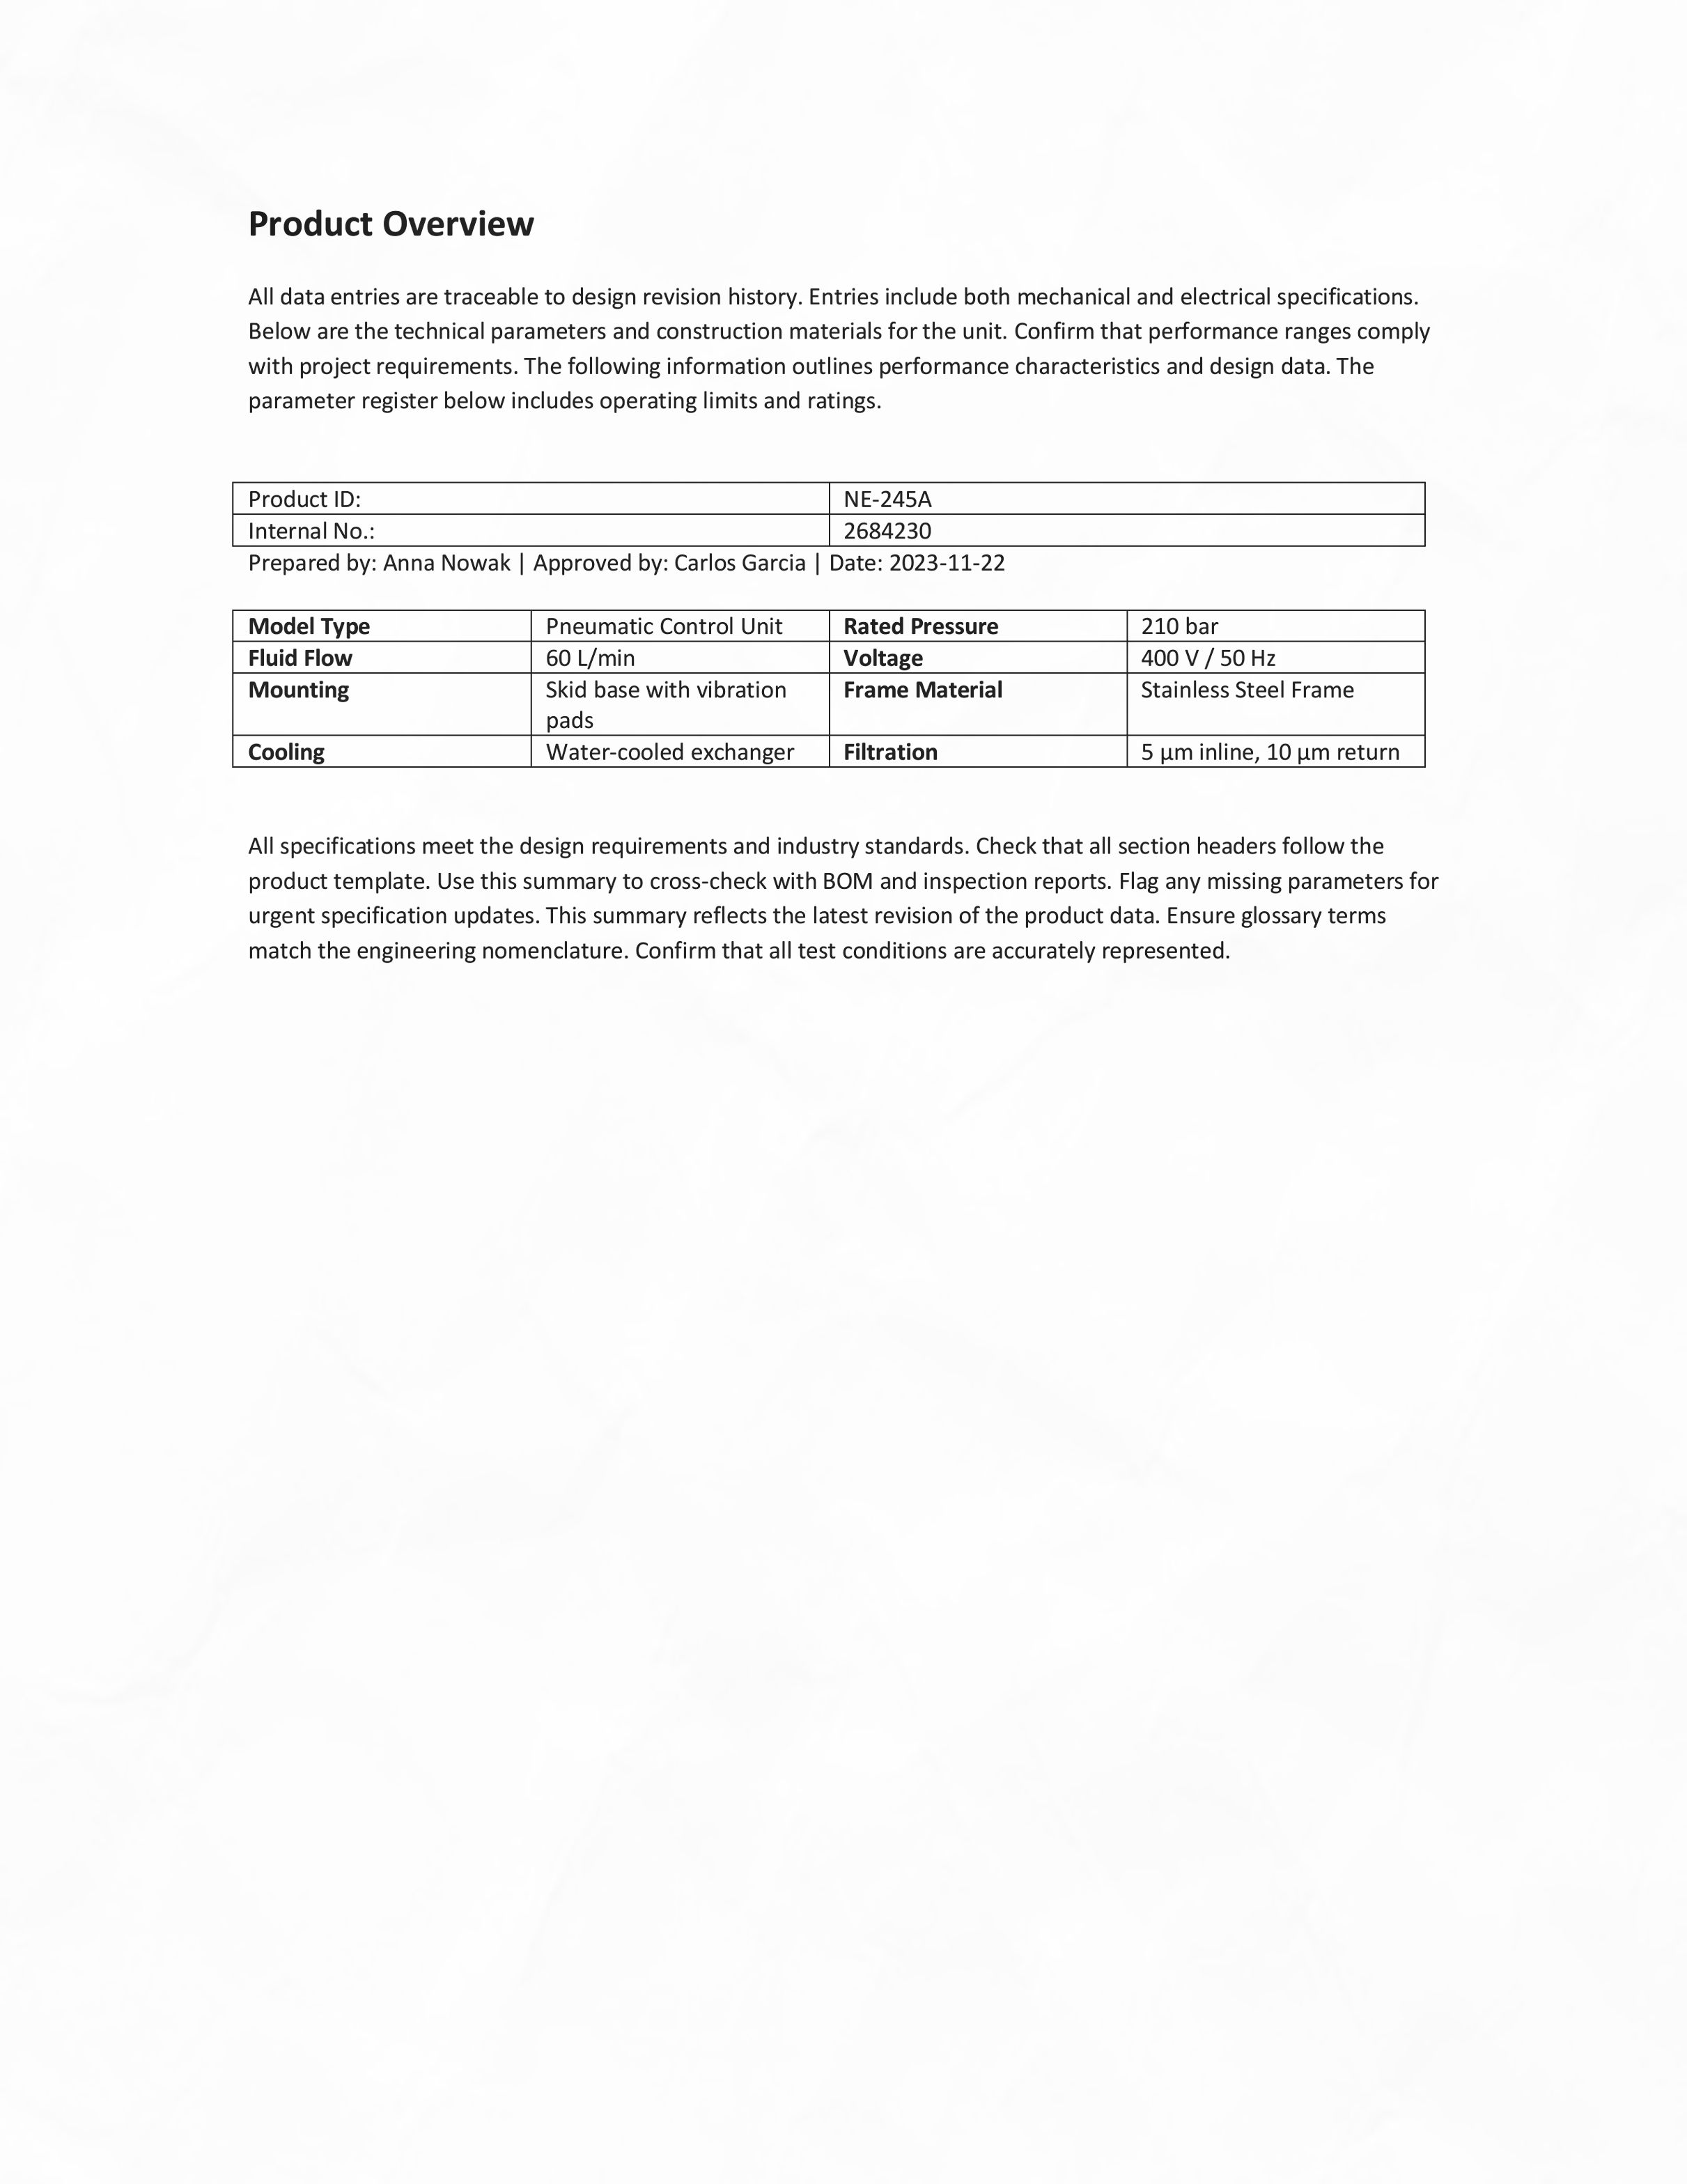 Product Overview
All data entries are traceable to design revision history. Entries include both mechanical and electrical specifications.
Below are the technical parameters and construction materials for the unit. Confirm that performance ranges comply
with project requirements. The following information outlines performance characteristics and design data. The
parameter register below includes operating limits and ratings.
Product ID: NE-245A
Internal No.: 2684230
Prepared by: Anna Nowak | Approved by: Carlos Garcia | Date: 2023-11-22
Model Type Pneumatic Control Unit Rated Pressure 210 bar
Fluid Flow 60 L/min Voltage 400 V / 50 Hz
Mounting Skid base with vibration Frame Material Stainless Steel Frame
pads
Cooling Water-cooled exchanger Filtration 5 µm inline, 10 µm return
All specifications meet the design requirements and industry standards. Check that all section headers follow the
product template. Use this summary to cross-check with BOM and inspection reports. Flag any missing parameters for
urgent specification updates. This summary reflects the latest revision of the product data. Ensure glossary terms
match the engineering nomenclature. Confirm that all test conditions are accurately represented.